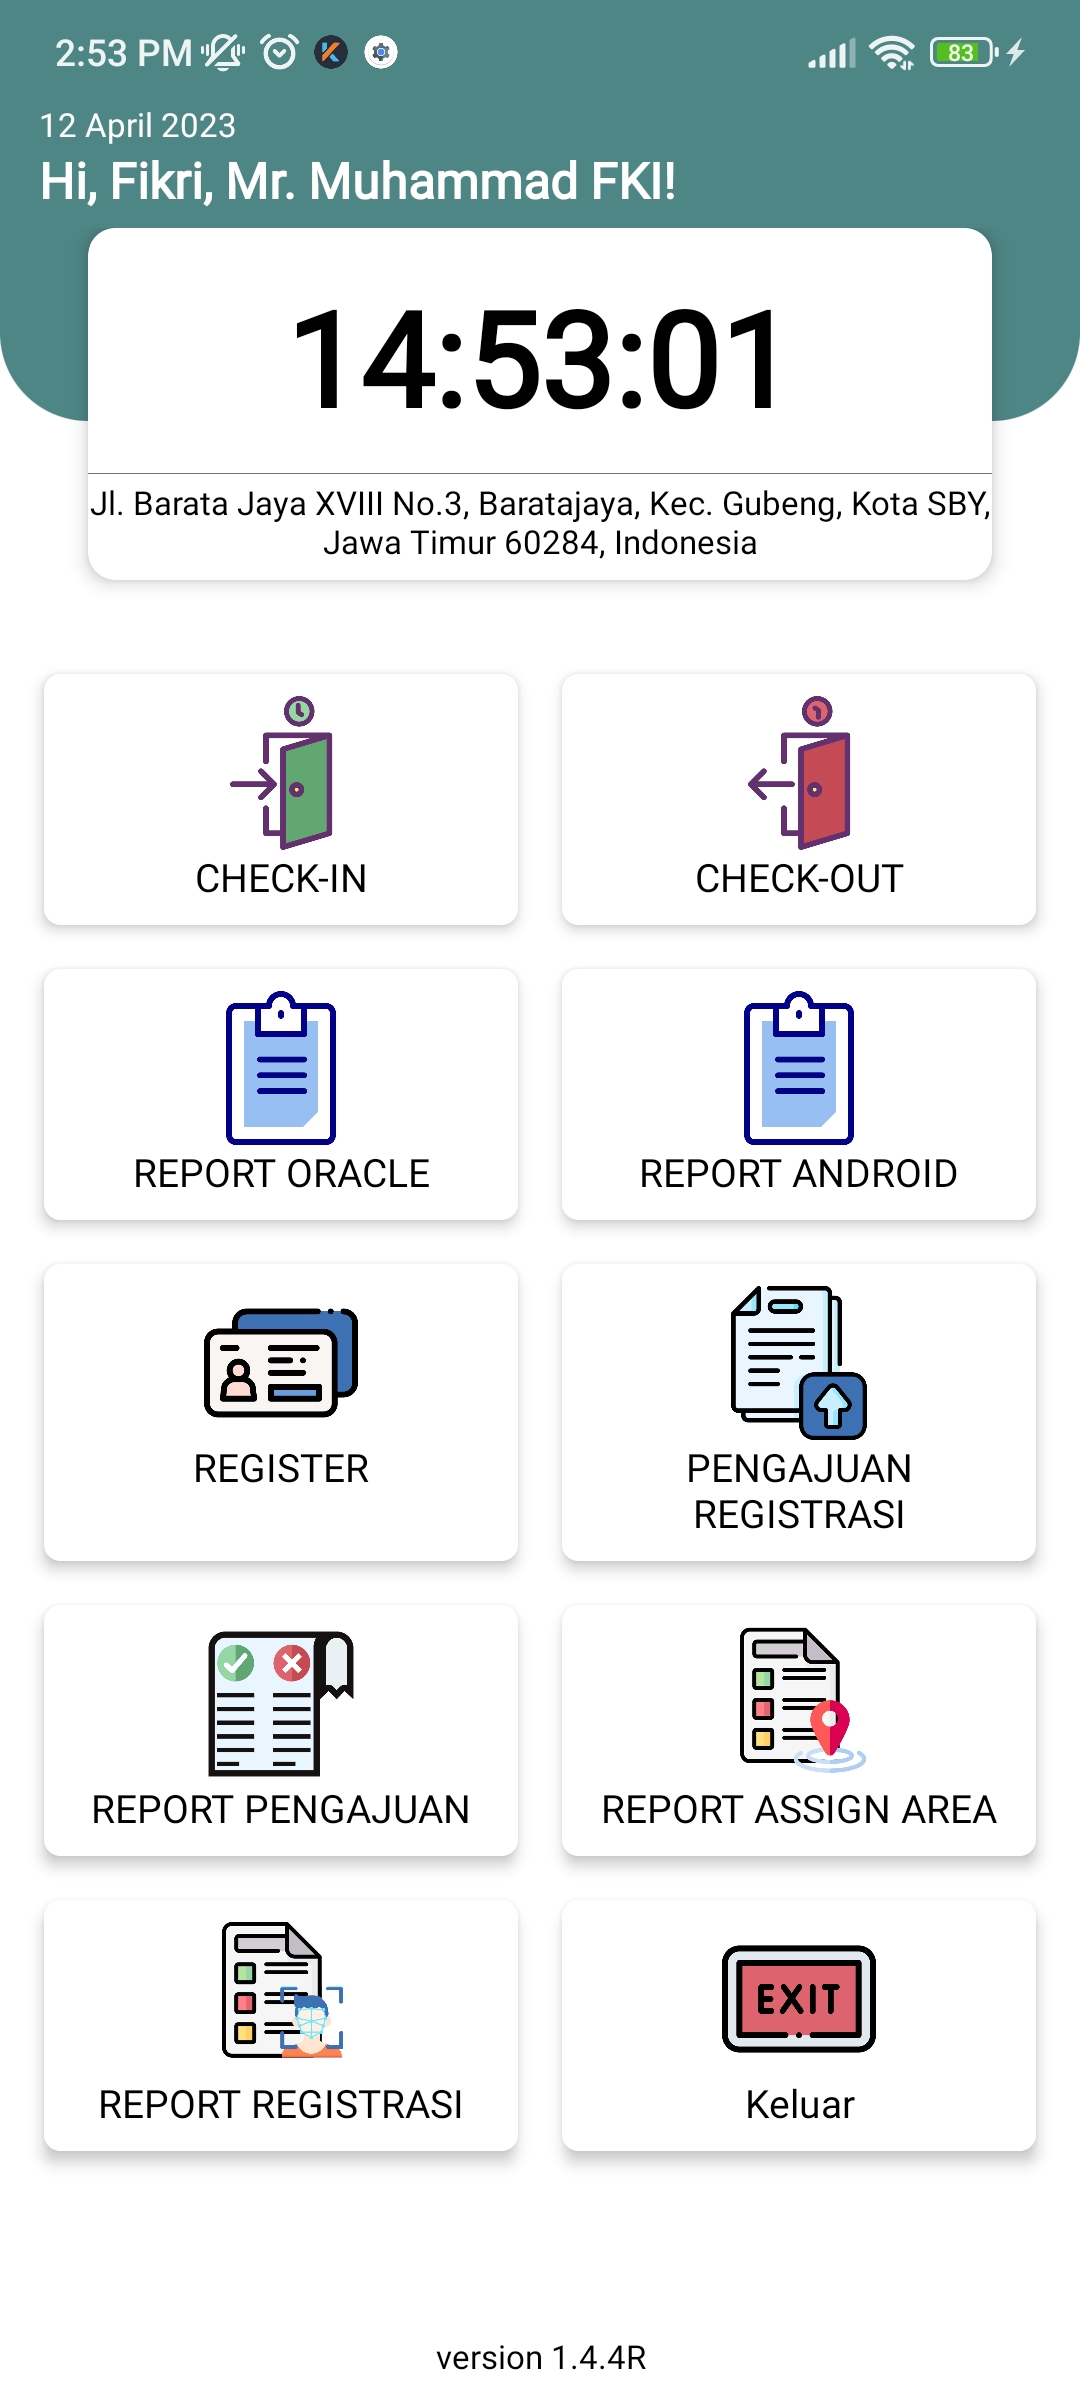 2:53 PM
83
12 April 2023
Hi, Fikri, Mr. Muhammad FKI!
14:53:01
Jl. Barata Jaya XVIII No.3, Baratajaya, Kec. Gubeng, Kota SBY,
Jawa Timur 60284, Indonesia
CHECK-IN
CHECK-OUT
REPORT ORACLE
REPORT ANDROID
REGISTER
PENGAJUAN
REGISTRASI
REPORT PENGAJUAN
REPORT ASSIGN AREA
REPORT REGISTRASI
EXIT
Keluar
version 1.4.4R